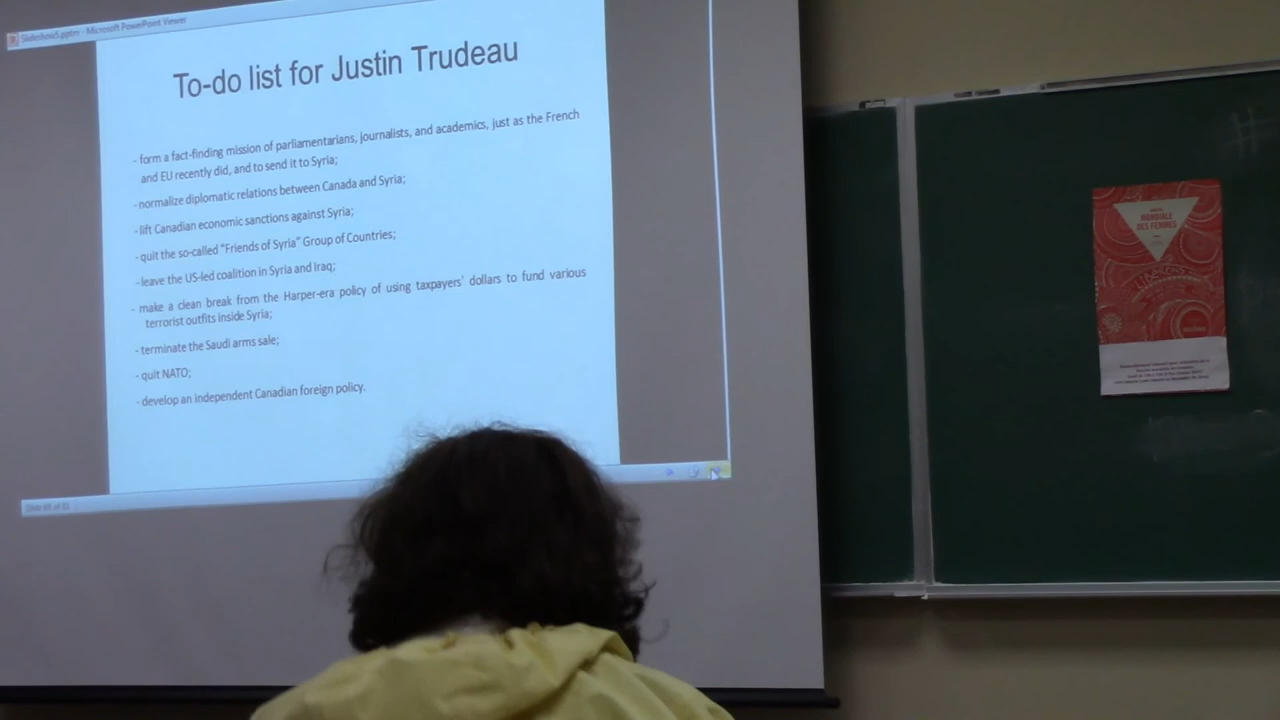 Slideshow5.pptm - Microsoft PowerPoint Viewer
To-do list for Justin Trudeau
- form a fact-finding mission of parliamentarians, journalists, and academics, just as the French
and EU recently did, and to send it to Syria;
- normalize diplomatic relations between Canada and Syria;
- lift Canadian economic sanctions against Syria;
- quit the so-called "Friends of Syria" Group of Countries;
- leave the US-led coalition in Syria and Iraq;
- make a clean break from the Harper-era policy of using taxpayers' dollars to fund various
terrorist outfits inside Syria;
- terminate the Saudi arms sale;
- quit NATO;
- develop an independent Canadian foreign policy.
MONDIALE
DES FEMMES